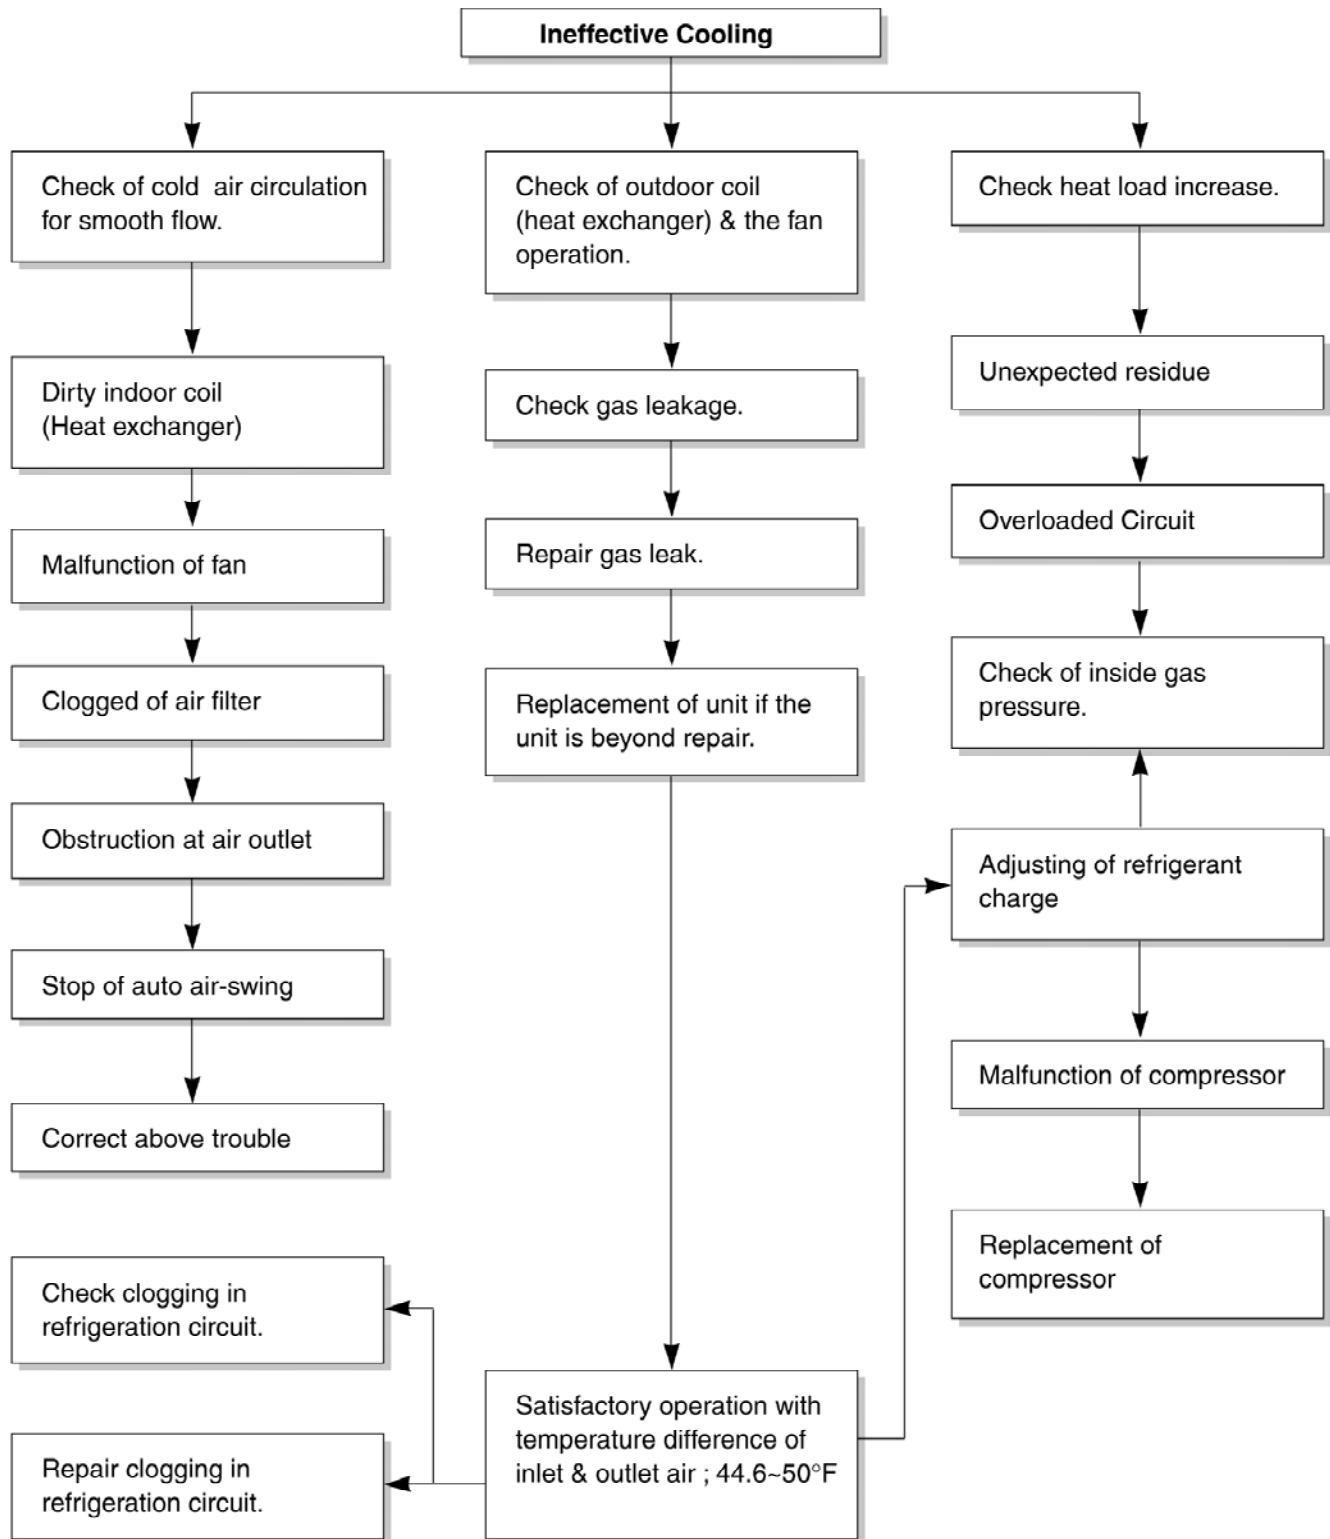 Ineffective Cooling
Check of cold air circulation
for smooth flow.
Dirty indoor coil
(Heat exchanger)
Malfunction of fan
Clogged of air filter
Obstruction at air outlet
Stop of auto air-swing
Correct above trouble
Check clogging in
refrigeration circuit.
Repair clogging in
refrigeration circuit.
Check of outdoor coil
(heat exchanger) & the fan
operation.
Check gas leakage.
Repair gas leak.
Replacement of unit if the
unit is beyond repair.
Satisfactory operation with
temperature difference of
inlet & outlet air ; 44.6~50°F
Check heat load increase.
Unexpected residue
Overloaded Circuit
Check of inside gas
pressure.
Adjusting of refrigerant
charge
Malfunction of compressor
Replacement of
compressor